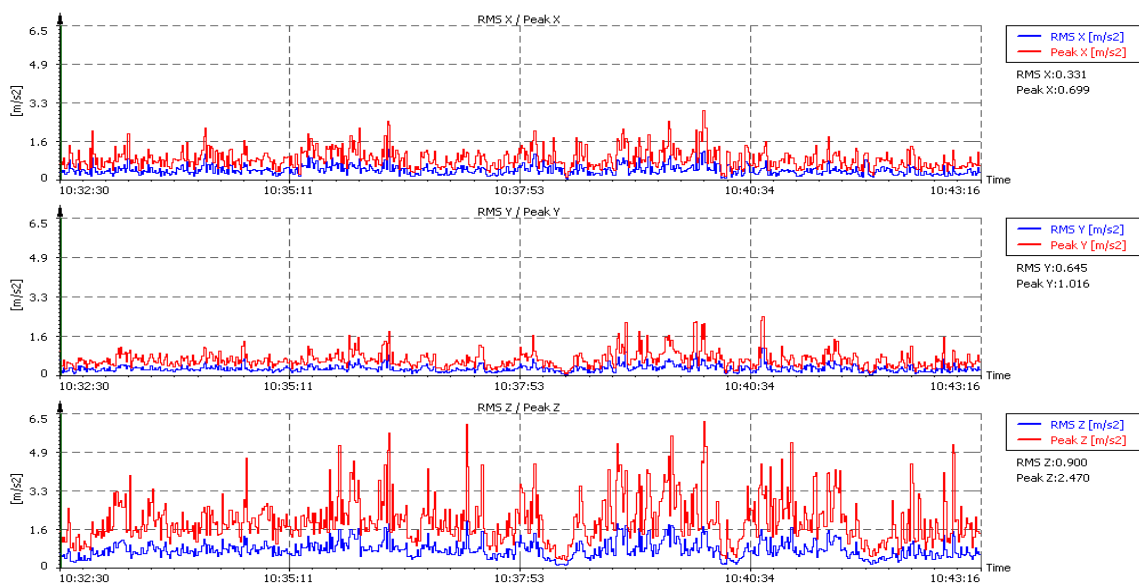 RMS X / Peak X
6.5
4.9
3.3
1.6
0
[m/s2]
10:32:30 10:35:11 10:37:53 10:40:34 10:43:16 Time
RMS X [m/s2]
Peak X [m/s2]
RMS X:0.331
Peak X:0.699
RMS Y / Peak Y
6.5
4.9
3.3
1.6
0
[m/s2]
10:32:30 10:35:11 10:37:53 10:40:34 10:43:16 Time
RMS Y [m/s2]
Peak Y [m/s2]
RMS Y:0.645
Peak Y:1.016
RMS Z / Peak Z
6.5
4.9
3.3
1.6
0
[m/s2]
10:32:30 10:35:11 10:37:53 10:40:34 10:43:16 Time
RMS Z [m/s2]
Peak Z [m/s2]
RMS Z:0.900
Peak Z:2.470